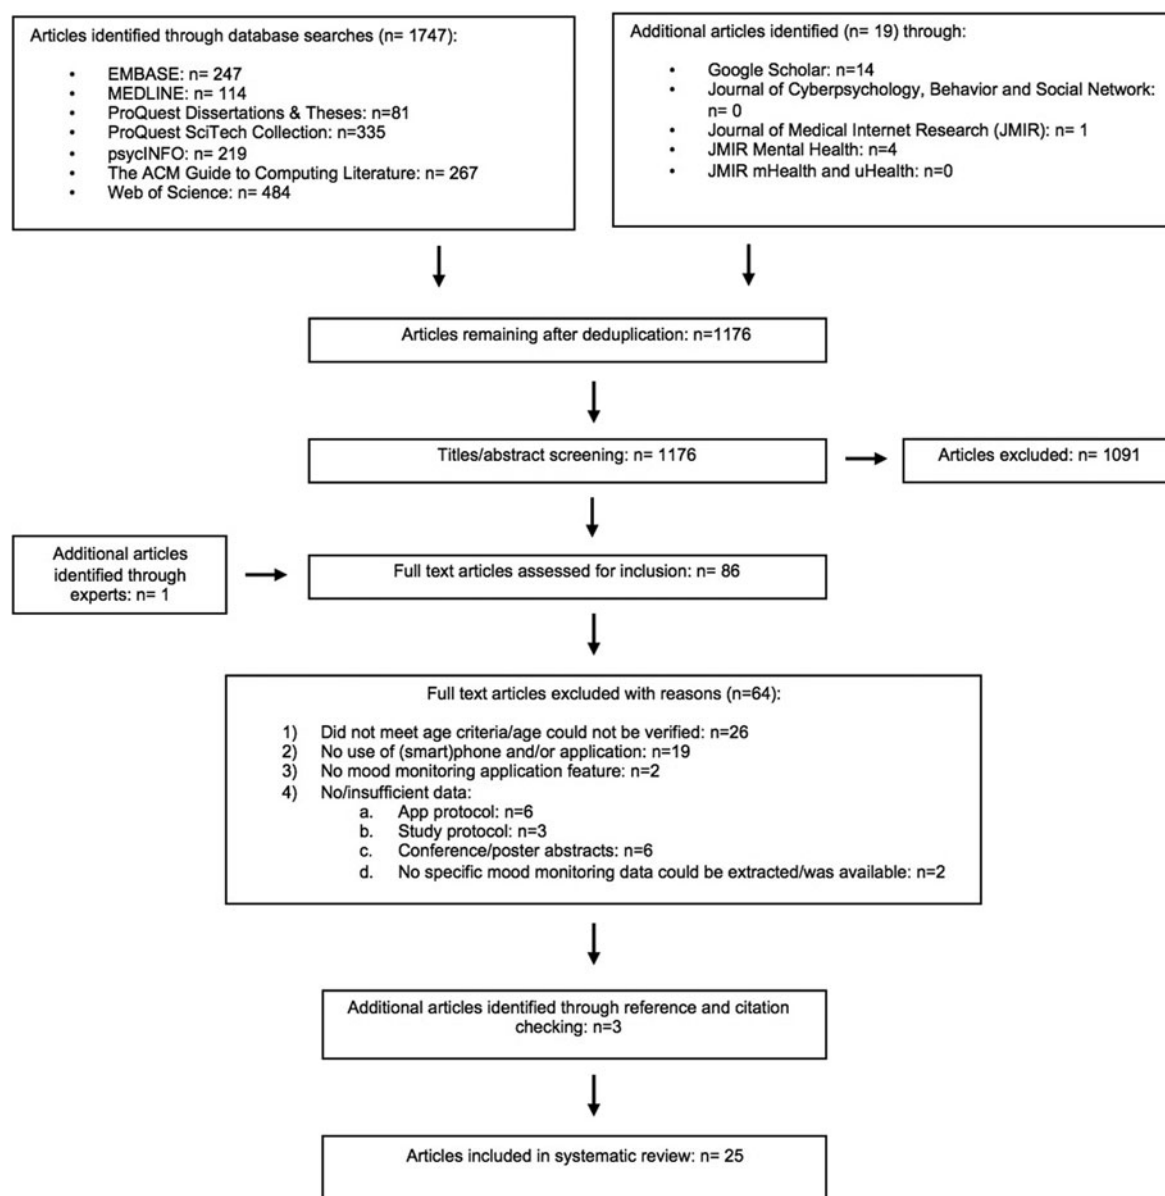 Articles identified through database searches (n= 1747):
• EMBASE: n= 247
• MEDLINE: n= 114
• ProQuest Dissertations & Theses: n=81
• ProQuest SciTech Collection: n=335
• psycINFO: n= 219
• The ACM Guide to Computing Literature: n= 267
• Web of Science: n= 484
Additional articles identified (n= 19) through:
• Google Scholar: n=14
• Journal of Cyberpsychology, Behavior and Social Network:
n= 0
• Journal of Medical Internet Research (JMIR): n= 1
• JMIR Mental Health: n=4
• JMIR mHealth and uHealth: n=0
Articles remaining after deduplication: n=1176
Titles/abstract screening: n= 1176
Articles excluded: n= 1091
Additional articles
identified through
experts: n= 1
Full text articles assessed for inclusion: n= 86
Full text articles excluded with reasons (n=64):
1) Did not meet age criteria/age could not be verified: n=26
2) No use of (smart)phone and/or application: n=19
3) No mood monitoring application feature: n=2
4) No/insufficient data:
a. App protocol: n=6
b. Study protocol: n=3
c. Conference/poster abstracts: n=6
d. No specific mood monitoring data could be extracted/was available: n=2
Additional articles identified through reference and citation
checking: n=3
Articles included in systematic review: n= 25